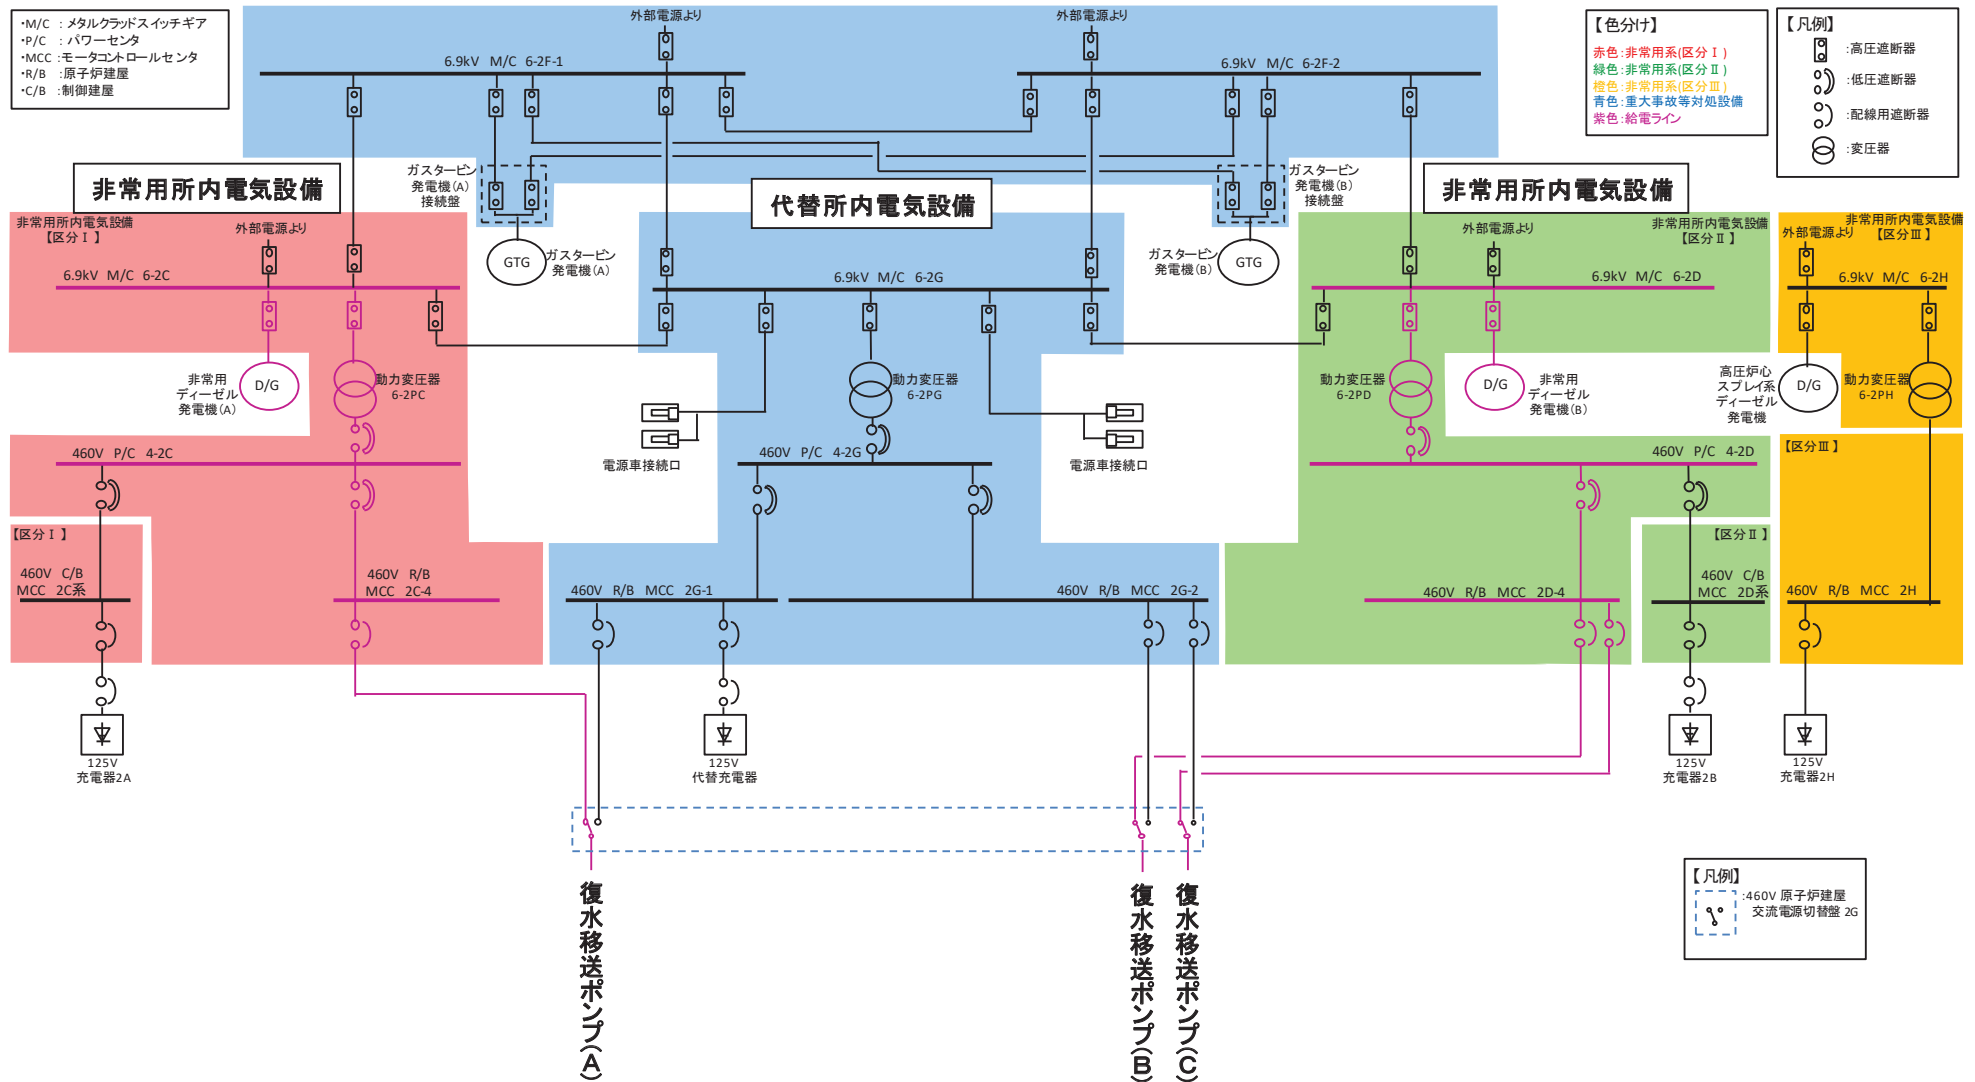 ・M/C ：メタルクラッドスイッチギア
・P/C ：パワーセンタ
・MCC：モータコントロールセンタ
・R/B ：原子炉建屋
・C/B ：制御建屋
外部電源より
外部電源より
【色分け】
赤色：非常用系(区分Ⅰ)
緑色：非常用系(区分Ⅱ)
橙色：非常用系(区分Ⅲ)
青色：重大事故等対処設備
紫色：給電ライン
【凡例】
：高圧遮断器
：低圧遮断器
：配線用遮断器
：変圧器
6.9kV M/C 6-2F-1
6.9kV M/C 6-2F-2
ガスタービン
発電機(A)
接続盤
ガスタービン
発電機(B)
接続盤
非常用所内電気設備
代替所内電気設備
非常用所内電気設備
非常用所内電気設備
【区分Ⅰ】
外部電源より
GTG
ガスタービン
発電機(A)
ガスタービン
発電機(B)
GTG
外部電源より
非常用所内電気設備
【区分Ⅱ】
外部電源より
非常用所内電気設備
【区分Ⅲ】
6.9kV M/C 6-2C
6.9kV M/C 6-2G
6.9kV M/C 6-2D
6.9kV M/C 6-2H
非常用
ディーゼル
発電機(A)
D/G
動力変圧器
6-2PC
動力変圧器
6-2PG
動力変圧器
6-2PD
D/G
非常用
ディーゼル
発電機(B)
高圧炉心
スプレイ系
ディーゼル
発電機
D/G
動力変圧器
6-2PH
460V P/C 4-2C
電源車接続口
460V P/C 4-2G
電源車接続口
460V P/C 4-2D
【区分Ⅲ】
【区分Ⅰ】
【区分Ⅱ】
460V C/B
MCC 2C系
460V R/B
MCC 2C-4
460V R/B MCC 2G-1
460V R/B MCC 2G-2
460V R/B MCC 2D-4
460V C/B
MCC 2D系
460V R/B MCC 2H
125V
充電器2A
125V
代替充電器
125V
充電器2B
125V
充電器2H
復水移送ポンプ(A)
復水移送ポンプ(B)
復水移送ポンプ(C)
【凡例】
：460V 原子炉建屋
交流電源切替盤 2G